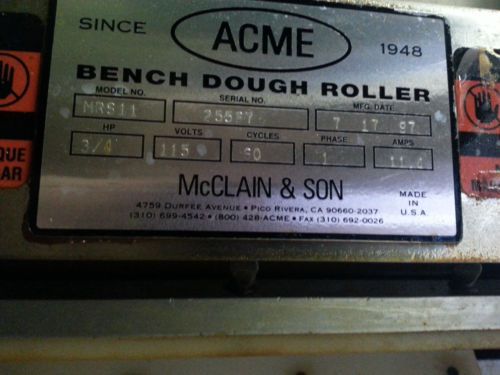 SINCE ACME 1948
BENCH DOUGH ROLLER
MODEL NO. SERIAL NO. MFG. DATE
MRS11 7 17 97
HP VOLTS CYCLES PHASE AMPS
3/4 115 60 1
McCLAIN & SON
4759 DURFEE AVENUE • PICO RIVERA, CA 90660-2037
(310) 699-4542 • (800) 428-ACME • FAX (310) 692-0026
MADE
IN
U.S.A.